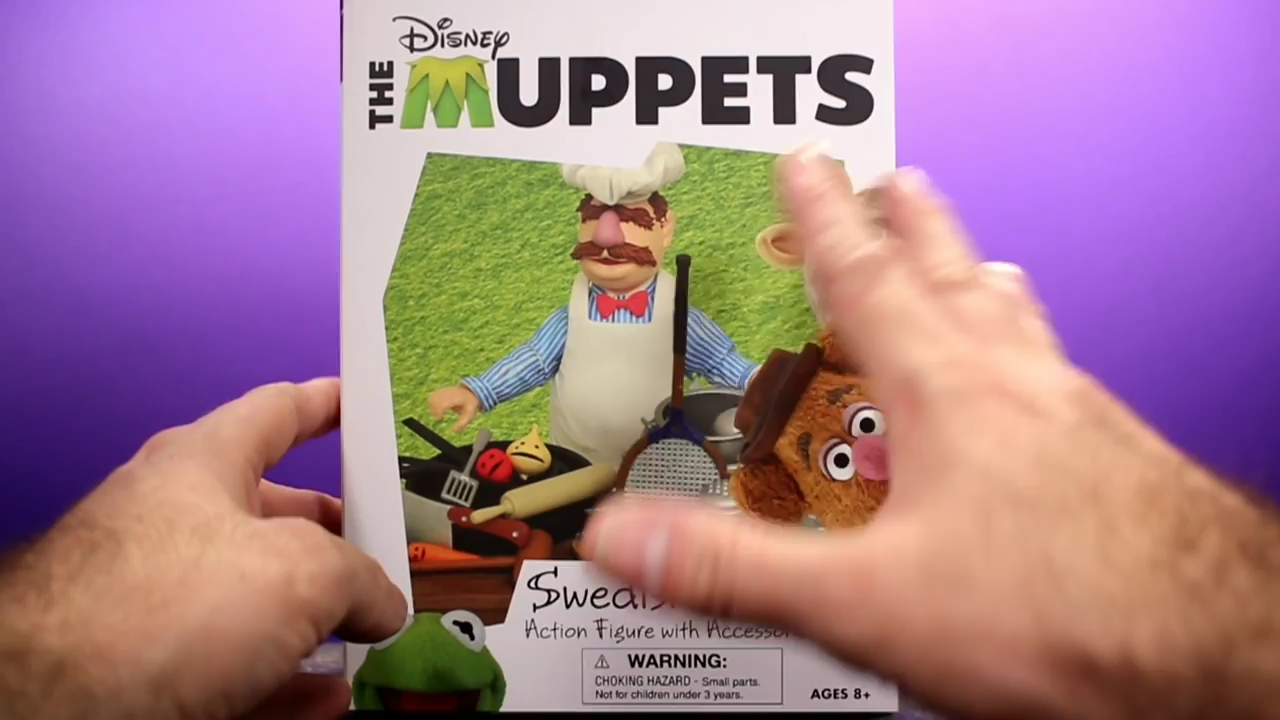 Disney
THE MUPPETS
Action Figure with
⚠ WARNING:
CHOKING HAZARD - Small parts.
Not for children under 3 years.
AGES 8+